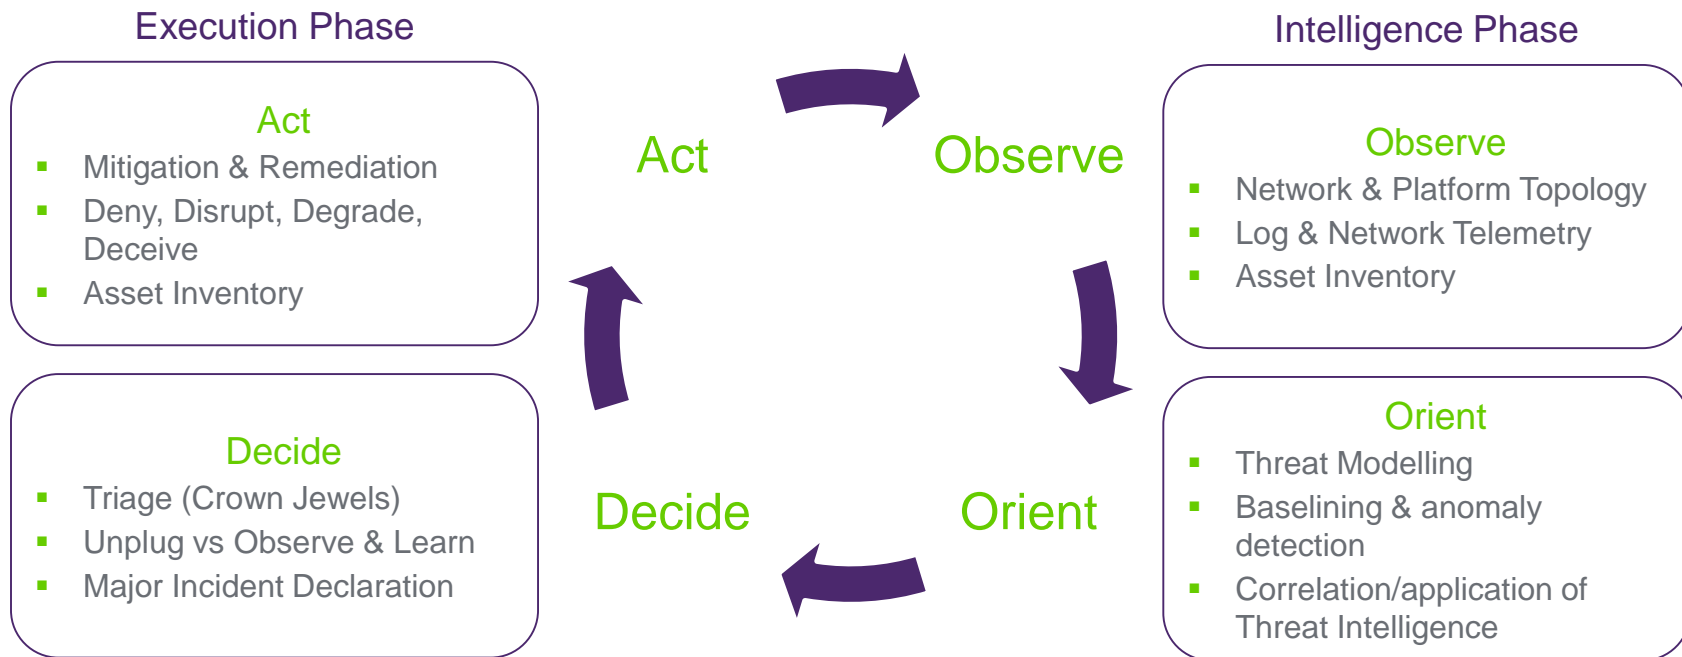 Execution Phase
Act
▪ Mitigation & Remediation
▪ Deny, Disrupt, Degrade,
Deceive
▪ Asset Inventory
Decide
▪ Triage (Crown Jewels)
▪ Unplug vs Observe & Learn
▪ Major Incident Declaration
Act
Observe
Decide
Orient
Intelligence Phase
Observe
▪ Network & Platform Topology
▪ Log & Network Telemetry
▪ Asset Inventory
Orient
▪ Threat Modelling
▪ Baselining & anomaly
detection
▪ Correlation/application of
Threat Intelligence